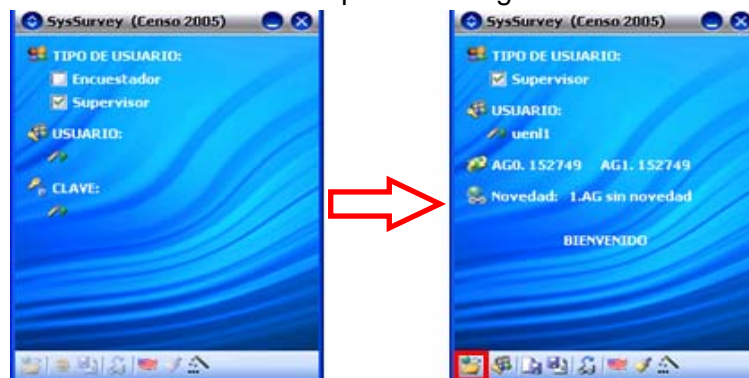 SysSurvey (Censo 2005)
TIPO DE USUARIO:
Encuestador
Supervisor
USUARIO:
CLAVE:
SysSurvey (Censo 2005)
TIPO DE USUARIO:
Supervisor
USUARIO:
uenl1
AG0. 152749 AG1. 152749
Novedad: 1.AG sin novedad
BIENVENIDO